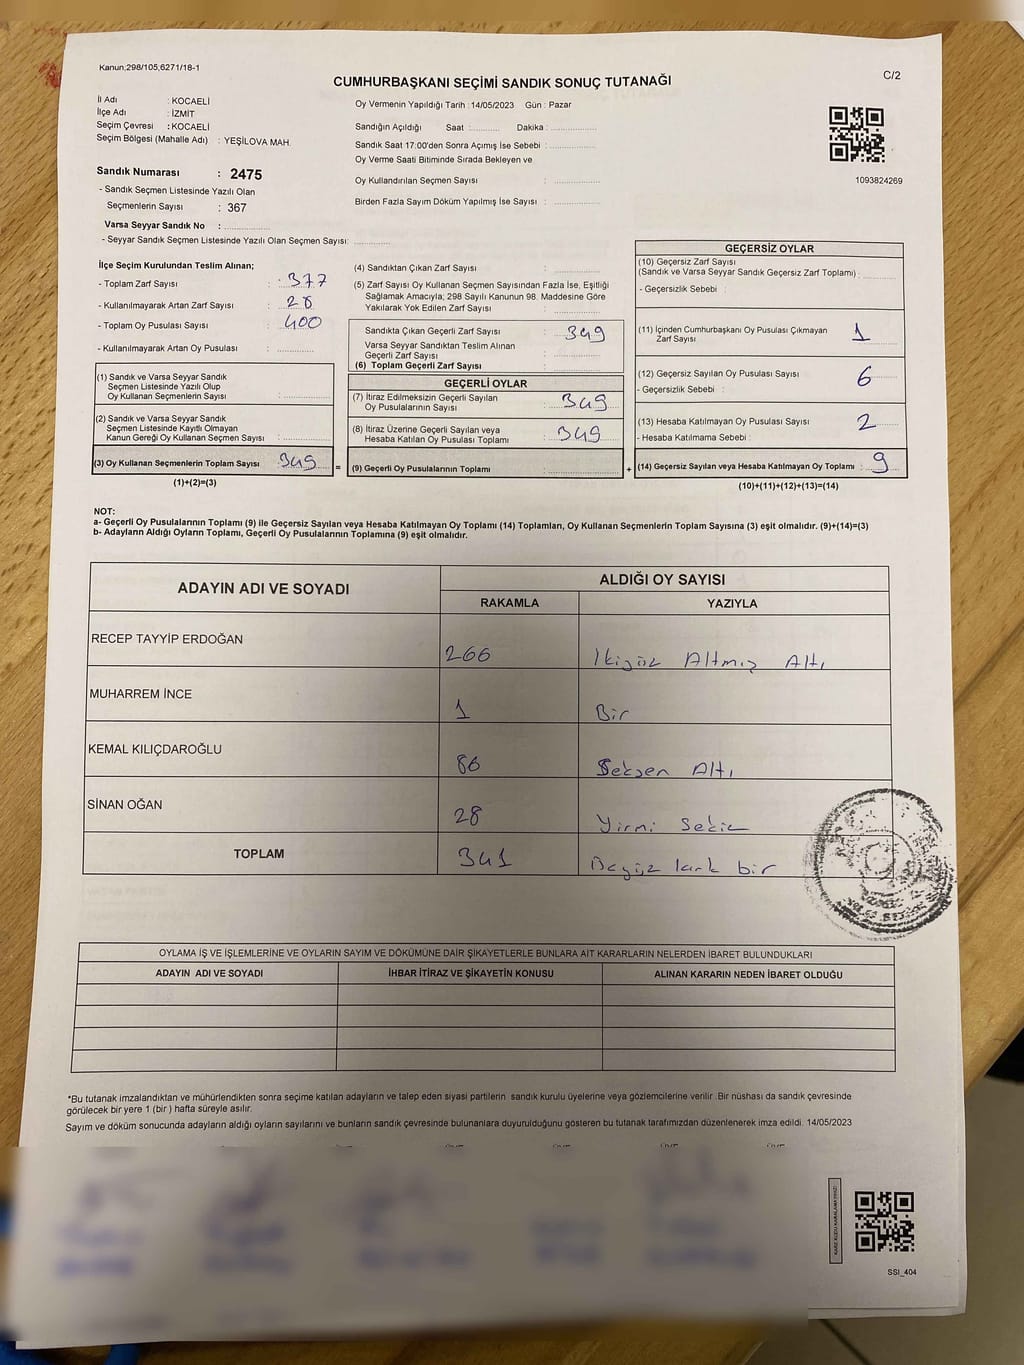 Kanun;298/105,6271/18-1
C/2
CUMHURBAŞKANI SEÇİMİ SANDIK SONUÇ TUTANAĞI
İl Adı : KOCAELİ
İlçe Adı : İZMİT
Seçim Çevresi : KOCAELİ
Seçim Bölgesi (Mahalle Adı) : YEŞİLOVA MAH.
Sandık Numarası : 2475
- Sandık Seçmen Listesinde Yazılı Olan
Seçmenlerin Sayısı : 367
Varsa Seyyar Sandık No :
- Seyyar Sandık Seçmen Listesinde Yazılı Olan Seçmen Sayısı:
Oy Vermenin Yapıldığı Tarih : 14/05/2023 Gün : Pazar
Sandığın Açıldığı Saat : Dakika :
Sandık Saat 17:00'den Sonra Açımış İse Sebebi :
Oy Verme Saati Bitiminde Sırada Bekleyen ve
Oy Kullandırılan Seçmen Sayısı :
Birden Fazla Sayım Döküm Yapılmış İse Sayısı :
1093824269
İlçe Seçim Kurulundan Teslim Alınan;
- Toplam Zarf Sayısı : 377
- Kullanılmayarak Artan Zarf Sayısı : 28
- Toplam Oy Pusulası Sayısı : 400
- Kullanılmayarak Artan Oy Pusulası :
(1) Sandık ve Varsa Seyyar Sandık
Seçmen Listesinde Yazılı Olup
Oy Kullanan Seçmenlerin Sayısı :
(2) Sandık ve Varsa Seyyar Sandık
Seçmen Listesinde Kayıtlı Olmayan
Kanun Gereği Oy Kullanan Seçmen Sayısı :
(3) Oy Kullanan Seçmenlerin Toplam Sayısı : 349 =
(1)+(2)=(3)
(4) Sandıktan Çıkan Zarf Sayısı :
(5) Zarf Sayısı Oy Kullanan Seçmen Sayısından Fazla İse, Eşitliği
Sağlamak Amacıyla; 298 Sayılı Kanunun 98. Maddesine Göre
Yakılarak Yok Edilen Zarf Sayısı :
Sandıkta Çıkan Geçerli Zarf Sayısı : 349
Varsa Seyyar Sandıktan Teslim Alınan
Geçerli Zarf Sayısı :
(6) Toplam Geçerli Zarf Sayısı :
GEÇERLİ OYLAR
(7) İtiraz Edilmeksizin Geçerli Sayılan
Oy Pusulalarının Sayısı : 349
(8) İtiraz Üzerine Geçerli Sayılan veya
Hesaba Katılan Oy Pusulası Toplamı : 349
(9) Geçerli Oy Pusulalarının Toplamı : +
GEÇERSİZ OYLAR
(10) Geçersiz Zarf Sayısı
(Sandık ve Varsa Seyyar Sandık Geçersiz Zarf Toplamı) :
- Geçersizlik Sebebi :
(11) İçinden Cumhurbaşkanı Oy Pusulası Çıkmayan
Zarf Sayısı : 1
(12) Geçersiz Sayılan Oy Pusulası Sayısı : 6
- Geçersizlik Sebebi :
(13) Hesaba Katılmayan Oy Pusulası Sayısı : 2
- Hesaba Katılmama Sebebi :
(14) Geçersiz Sayılan veya Hesaba Katılmayan Oy Toplamı : 9
(10)+(11)+(12)+(13)=(14)
NOT:
a- Geçerli Oy Pusulalarının Toplamı (9) ile Geçersiz Sayılan veya Hesaba Katılmayan Oy Toplamı (14) Toplamları, Oy Kullanan Seçmenlerin Toplam Sayısına (3) eşit olmalıdır. (9)+(14)=(3)
b- Adayların Aldığı Oyların Toplamı, Geçerli Oy Pusulalarının Toplamına (9) eşit olmalıdır.
ADAYIN ADI VE SOYADI
ALDIĞI OY SAYISI
RAKAMLA YAZIYLA
RECEP TAYYİP ERDOĞAN 266 İkiyüz Altmış Altı
MUHARREM İNCE 1 Bir
KEMAL KILIÇDAROĞLU 86 Seksen Altı
SİNAN OĞAN 28 Yirmi Sekiz
TOPLAM 341 kırk bir
OYLAMA İŞ VE İŞLEMLERİNE VE OYLARIN SAYIM VE DÖKÜMÜNE DAİR ŞİKAYETLERLE BUNLARA AİT KARARLARIN NELERDEN İBARET BULUNDUKLARI
ADAYIN ADI VE SOYADI İHBAR İTİRAZ VE ŞİKAYETİN KONUSU ALINAN KARARIN NEDEN İBARET OLDUĞU
*Bu tutanak imzalandıktan ve mühürlendikten sonra seçime katılan adayların ve talep eden siyasi partilerin sandık kurulu üyelerine veya gözlemcilerine verilir .Bir nüshası da sandık çevresinde
görülecek bir yere 1 (bir ) hafta süreyle asılır.
Sayım ve döküm sonucunda adayların aldığı oyların sayılarını ve bunların sandık çevresinde bulunanlara duyurulduğunu gösteren bu tutanak tarafımızdan düzenlenerek imza edildi. 14/05/2023
SSI_404